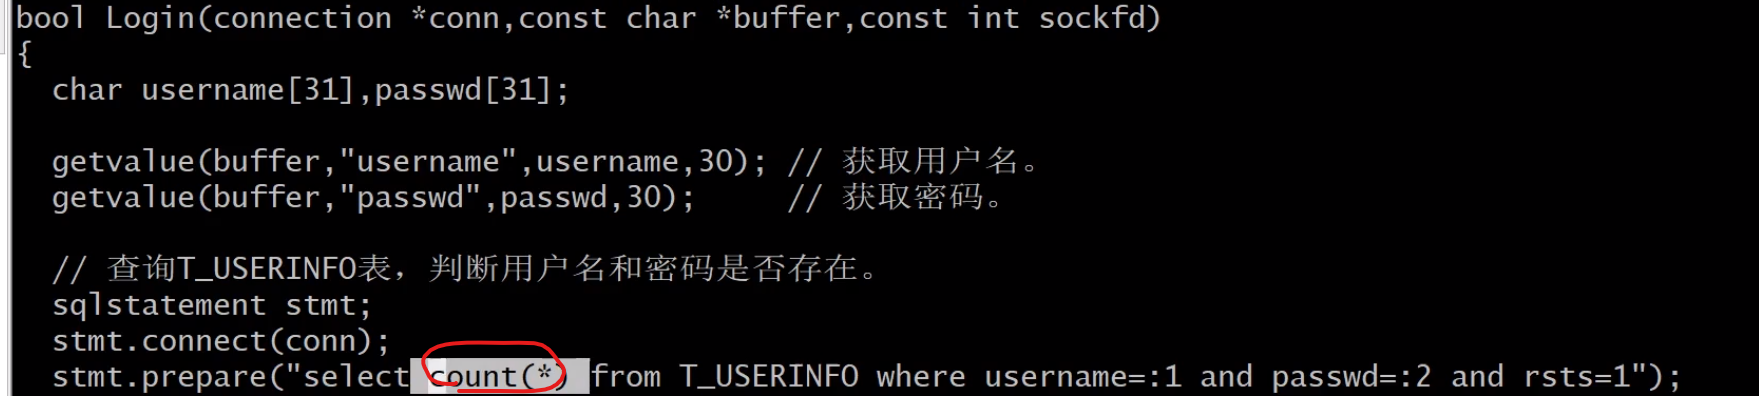 bool Login(connection *conn,const char *buffer,const int sockfd)
{
char username[31],passwd[31];
getvalue(buffer,"username",username,30); // 获取用户名。
getvalue(buffer,"passwd",passwd,30); // 获取密码。
// 查询T_USERINFO表，判断用户名和密码是否存在。
sqlstatement stmt;
stmt.connect(conn);
stmt.prepare("select count(*) from T_USERINFO where username=:1 and passwd=:2 and rsts=1");